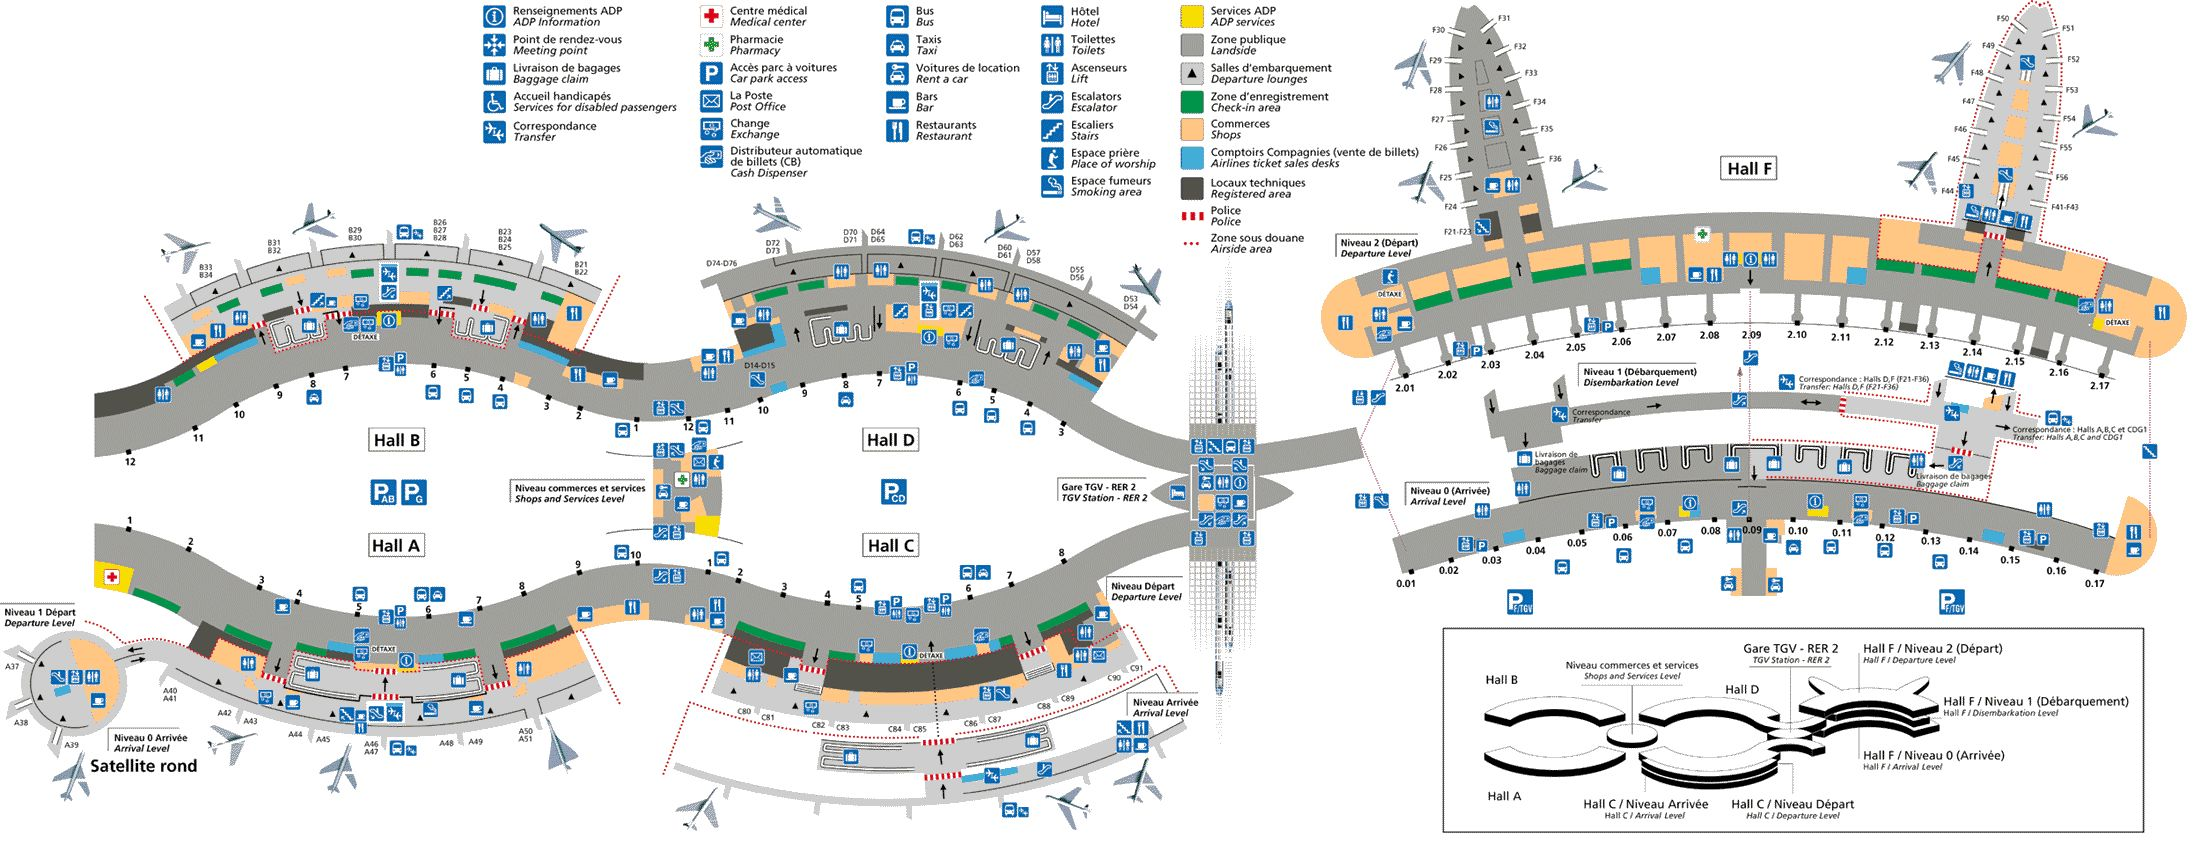 Renseignements ADP
ADP Information
Point de rendez-vous
Meeting point
Livraison de bagages
Baggage claim
Accueil handicapés
Services for disabled passengers
Correspondance
Transfer
Centre médical
Medical center
Pharmacie
Pharmacy
Accès parc à voitures
Car park access
La Poste
Post Office
Change
Exchange
Distributeur automatique
de billets (CB)
Cash Dispenser
Bus
Bus
Taxis
Taxi
Voitures de location
Rent a car
Bars
Bar
Restaurants
Restaurant
Hôtel
Hotel
Toilettes
Toilets
Ascenseurs
Lift
Escalators
Escalator
Escaliers
Stairs
Espace prière
Place of worship
Espace fumeurs
Smoking area
Services ADP
ADP services
Zone publique
Landside
Salles d'embarquement
Departure lounges
Zone d'enregistrement
Check-in area
Commerces
Shops
Comptoirs Compagnies (vente de billets)
Airlines ticket sales desks
Locaux techniques
Registered area
Police
Police
Zone sous douane
Airside area
B33
B34
B31
B32
B29
B30
B26
B27
B28
B23
B24
B25
B21
B22
DÉTAXE
12
11
10
9
8
7
6
5
4
3
2
1
Hall B
P AB
P G
Hall A
D74-D76
D72
D73
D70
D71
D64
D65
D62
D63
D60
D61
D57
D58
D55
D56
D53
D54
D14-D15
12
11
10
9
8
7
6
5
4
3
Hall D
P CD
Hall C
Niveau commerces et services
Shops and Services Level
Gare TGV - RER 2
TGV Station - RER 2
1
2
3
4
5
6
7
8
9
10
DÉTAXE
Niveau 1 Départ
Departure Level
A37
A38
A39
Niveau 0 Arrivée
Arrival Level
Satellite rond
A40
A41
A42
A43
A44
A45
A46
A47
A48
A49
A50
A51
1
2
3
4
5
6
7
8
DÉTAXE
Niveau Départ
Departure Level
C80
C81
C82
C83
C84
C85
C86
C87
C88
C89
C90
C91
Niveau Arrivée
Arrival Level
Hall F
F30
F29
F28
F27
F26
F25
F24
F21-F23
F31
F32
F33
F34
F35
F36
F50
F49
F48
F47
F46
F45
F44
F51
F52
F53
F54
F55
F56
F41-F43
Niveau 2 (Départ)
Departure Level
DÉTAXE
DÉTAXE
2.01
2.02
2.03
2.04
2.05
2.06
2.07
2.08
2.09
2.10
2.11
2.12
2.13
2.14
2.15
2.16
2.17
Niveau 1 (Débarquement)
Disembarkation Level
Correspondance : Halls D,F (F21-F36)
Transfer: Halls D,F (F21-F36)
Correspondance
Transfer
Correspondance : Halls A,B,C et CDG1
Transfer: Halls A,B,C and CDG1
Livraison de
bagages
Baggage claim
Livraison de bagages
Baggage claim
Niveau 0 (Arrivée)
Arrival Level
0.01
0.02
0.03
0.04
0.05
0.06
0.07
0.08
0.09
0.10
0.11
0.12
0.13
0.14
0.15
0.16
0.17
P F/TGV
P F/TGV
Hall B
Niveau commerces et services
Shops and Services Level
Gare TGV - RER 2
TGV Station - RER 2
Hall D
Hall F / Niveau 2 (Départ)
Hall F / Departure Level
Hall F / Niveau 1 (Débarquement)
Hall F / Disembarkation Level
Hall F / Niveau 0 (Arrivée)
Hall F / Arrival Level
Hall A
Hall C / Niveau Arrivée
Hall C / Arrival Level
Hall C / Niveau Départ
Hall C / Departure Level